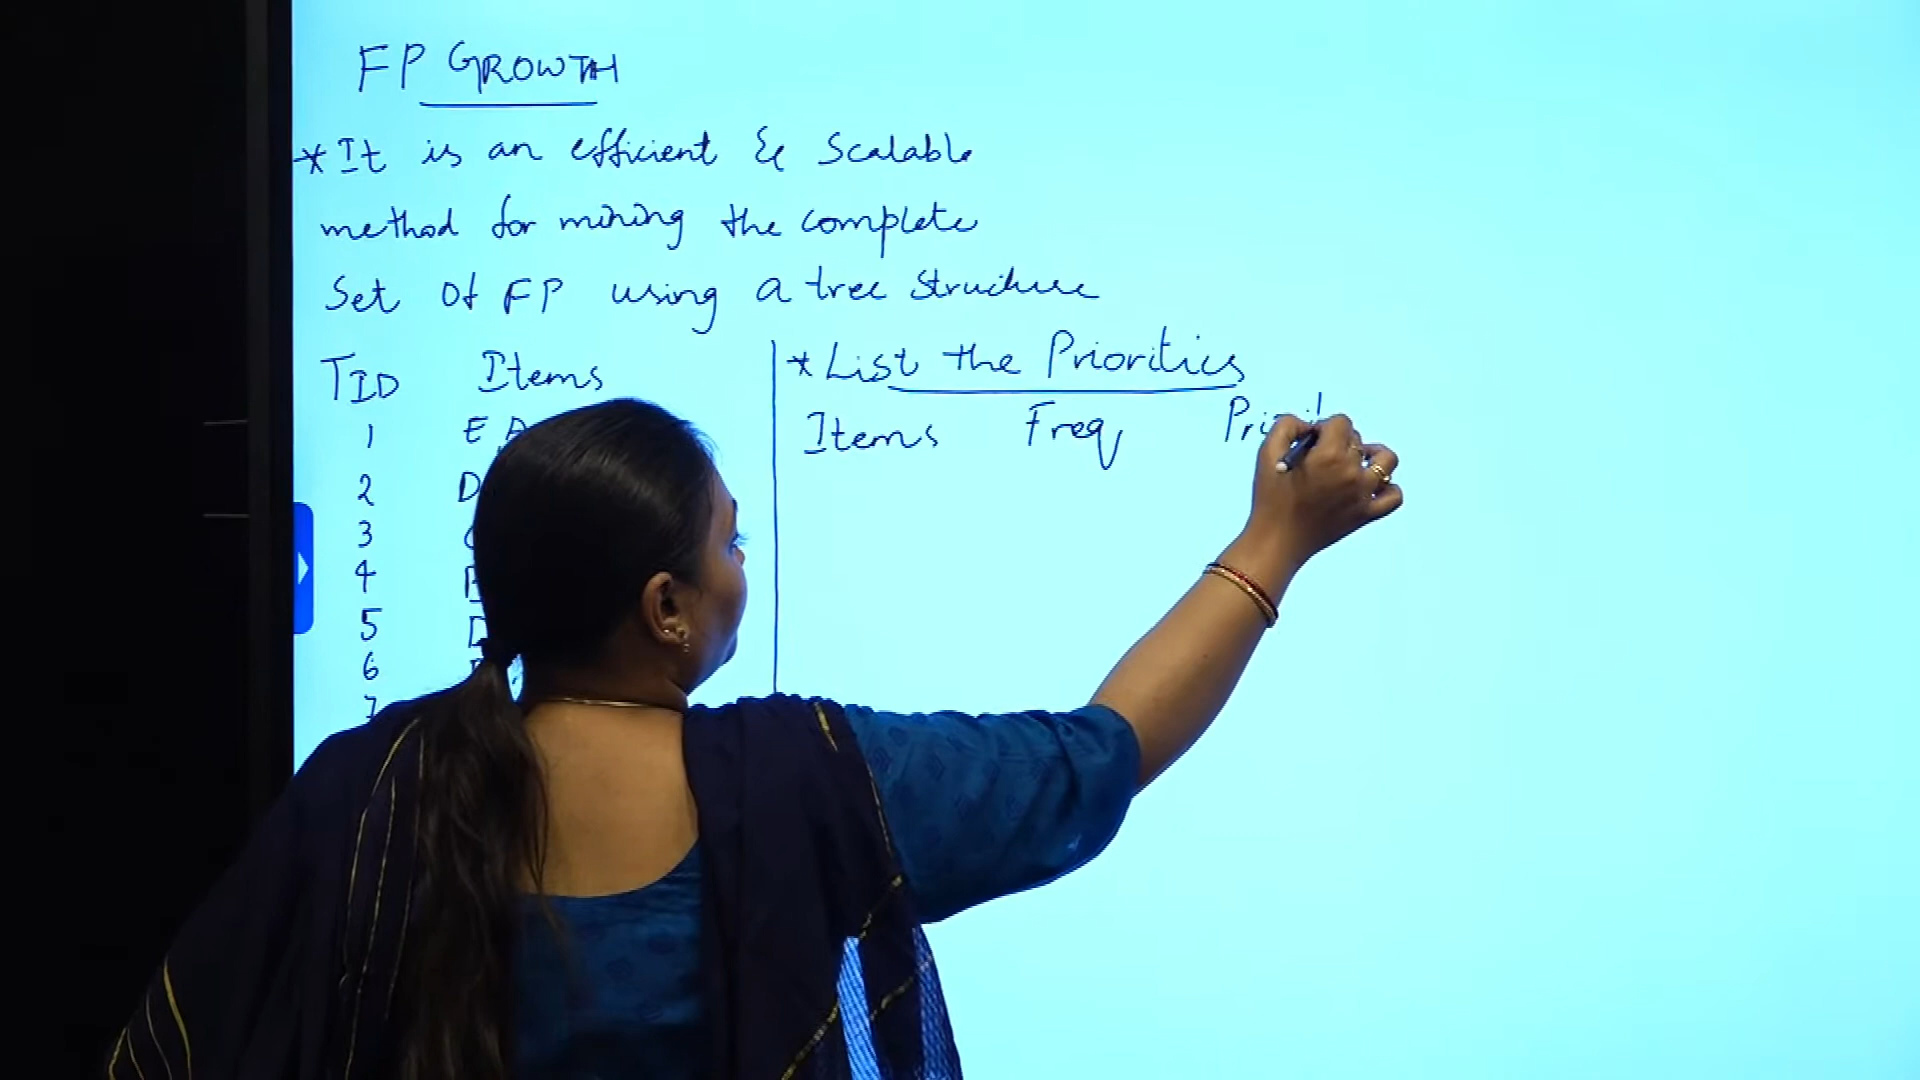 FP GROWTH
*It is an efficient & Scalable
method for mining the complete
Set of FP using a tree structure
TID Items
1 E A
2 D
3
4
5
6
7
*List the Priorities
Items Freq